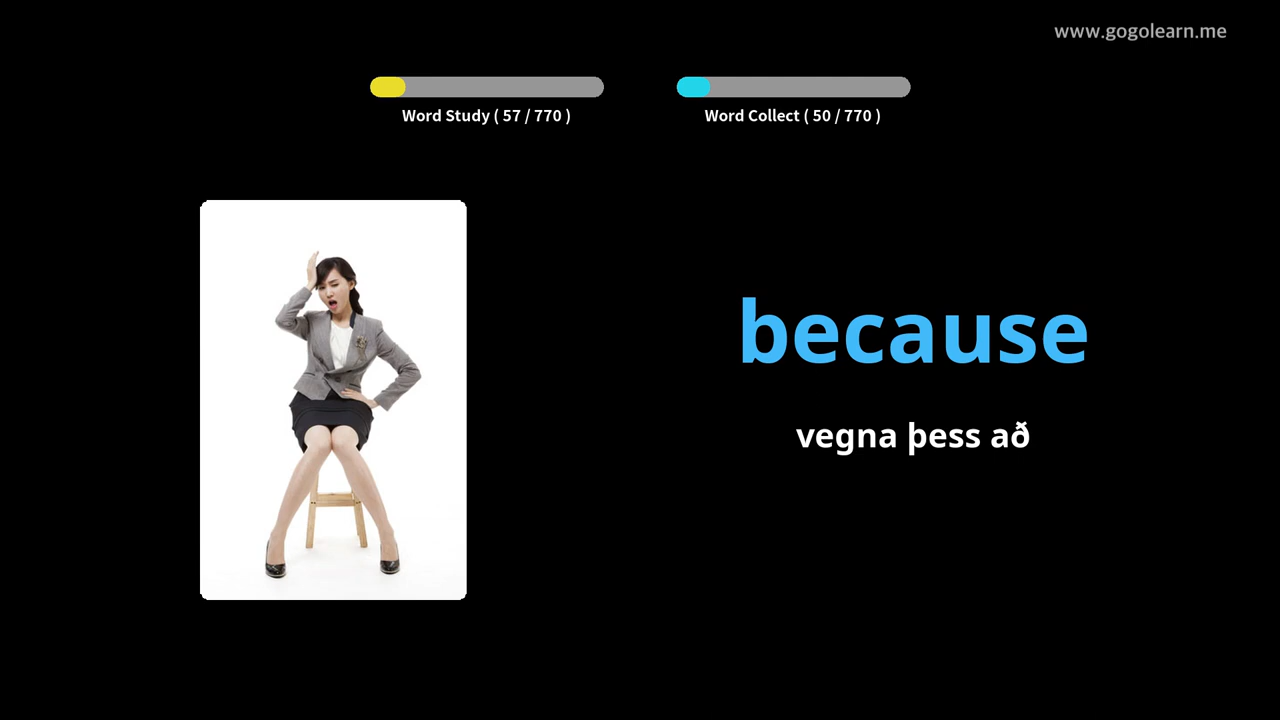 www.gogolearn.me
Word Study ( 57 / 770 )
Word Collect ( 50 / 770 )
because
vegna þess að